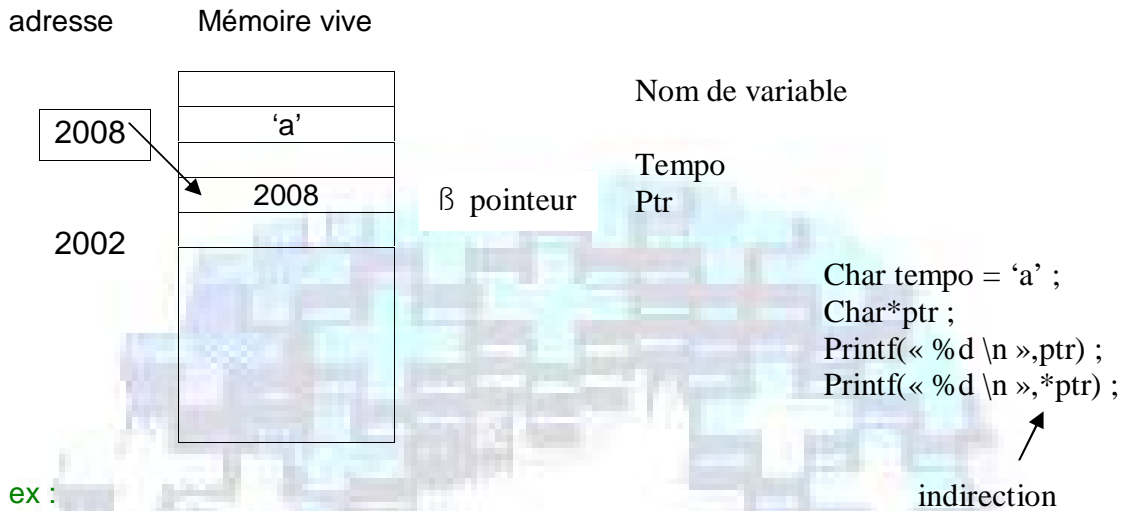 adresse Mémoire vive
Nom de variable
2008 ‘a’
Tempo
2008 ß pointeur Ptr
2002
Char tempo = ‘a’ ;
Char*ptr ;
Printf(« %d \n »,ptr) ;
Printf(« %d \n »,*ptr) ;
ex : indirection